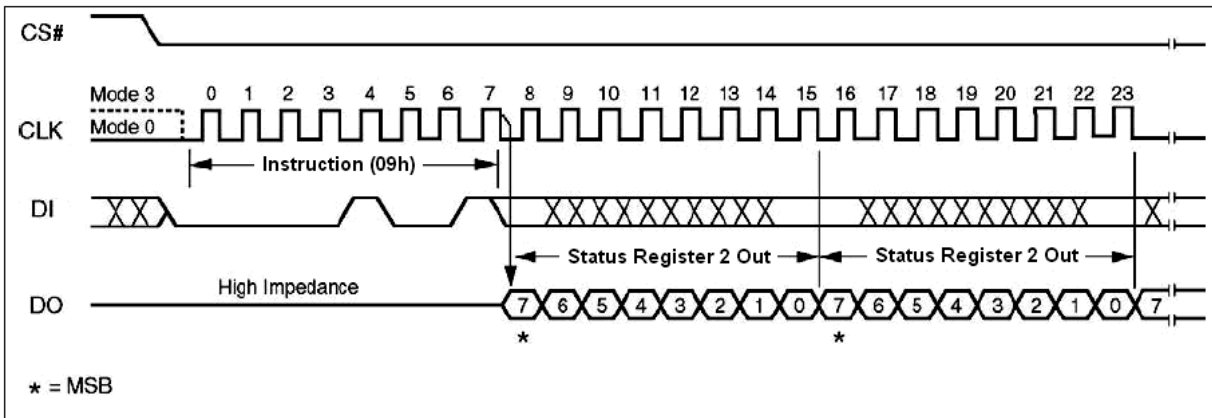 CS#
Mode 3
0 1 2 3 4 5 6 7 8 9 10 11 12 13 14 15 16 17 18 19 20 21 22 23
CLK
Mode 0
Instruction (09h)
DI
Status Register 2 Out
Status Register 2 Out
High Impedance
DO
7 6 5 4 3 2 1 0 7 6 5 4 3 2 1 0 7
* *
* = MSB